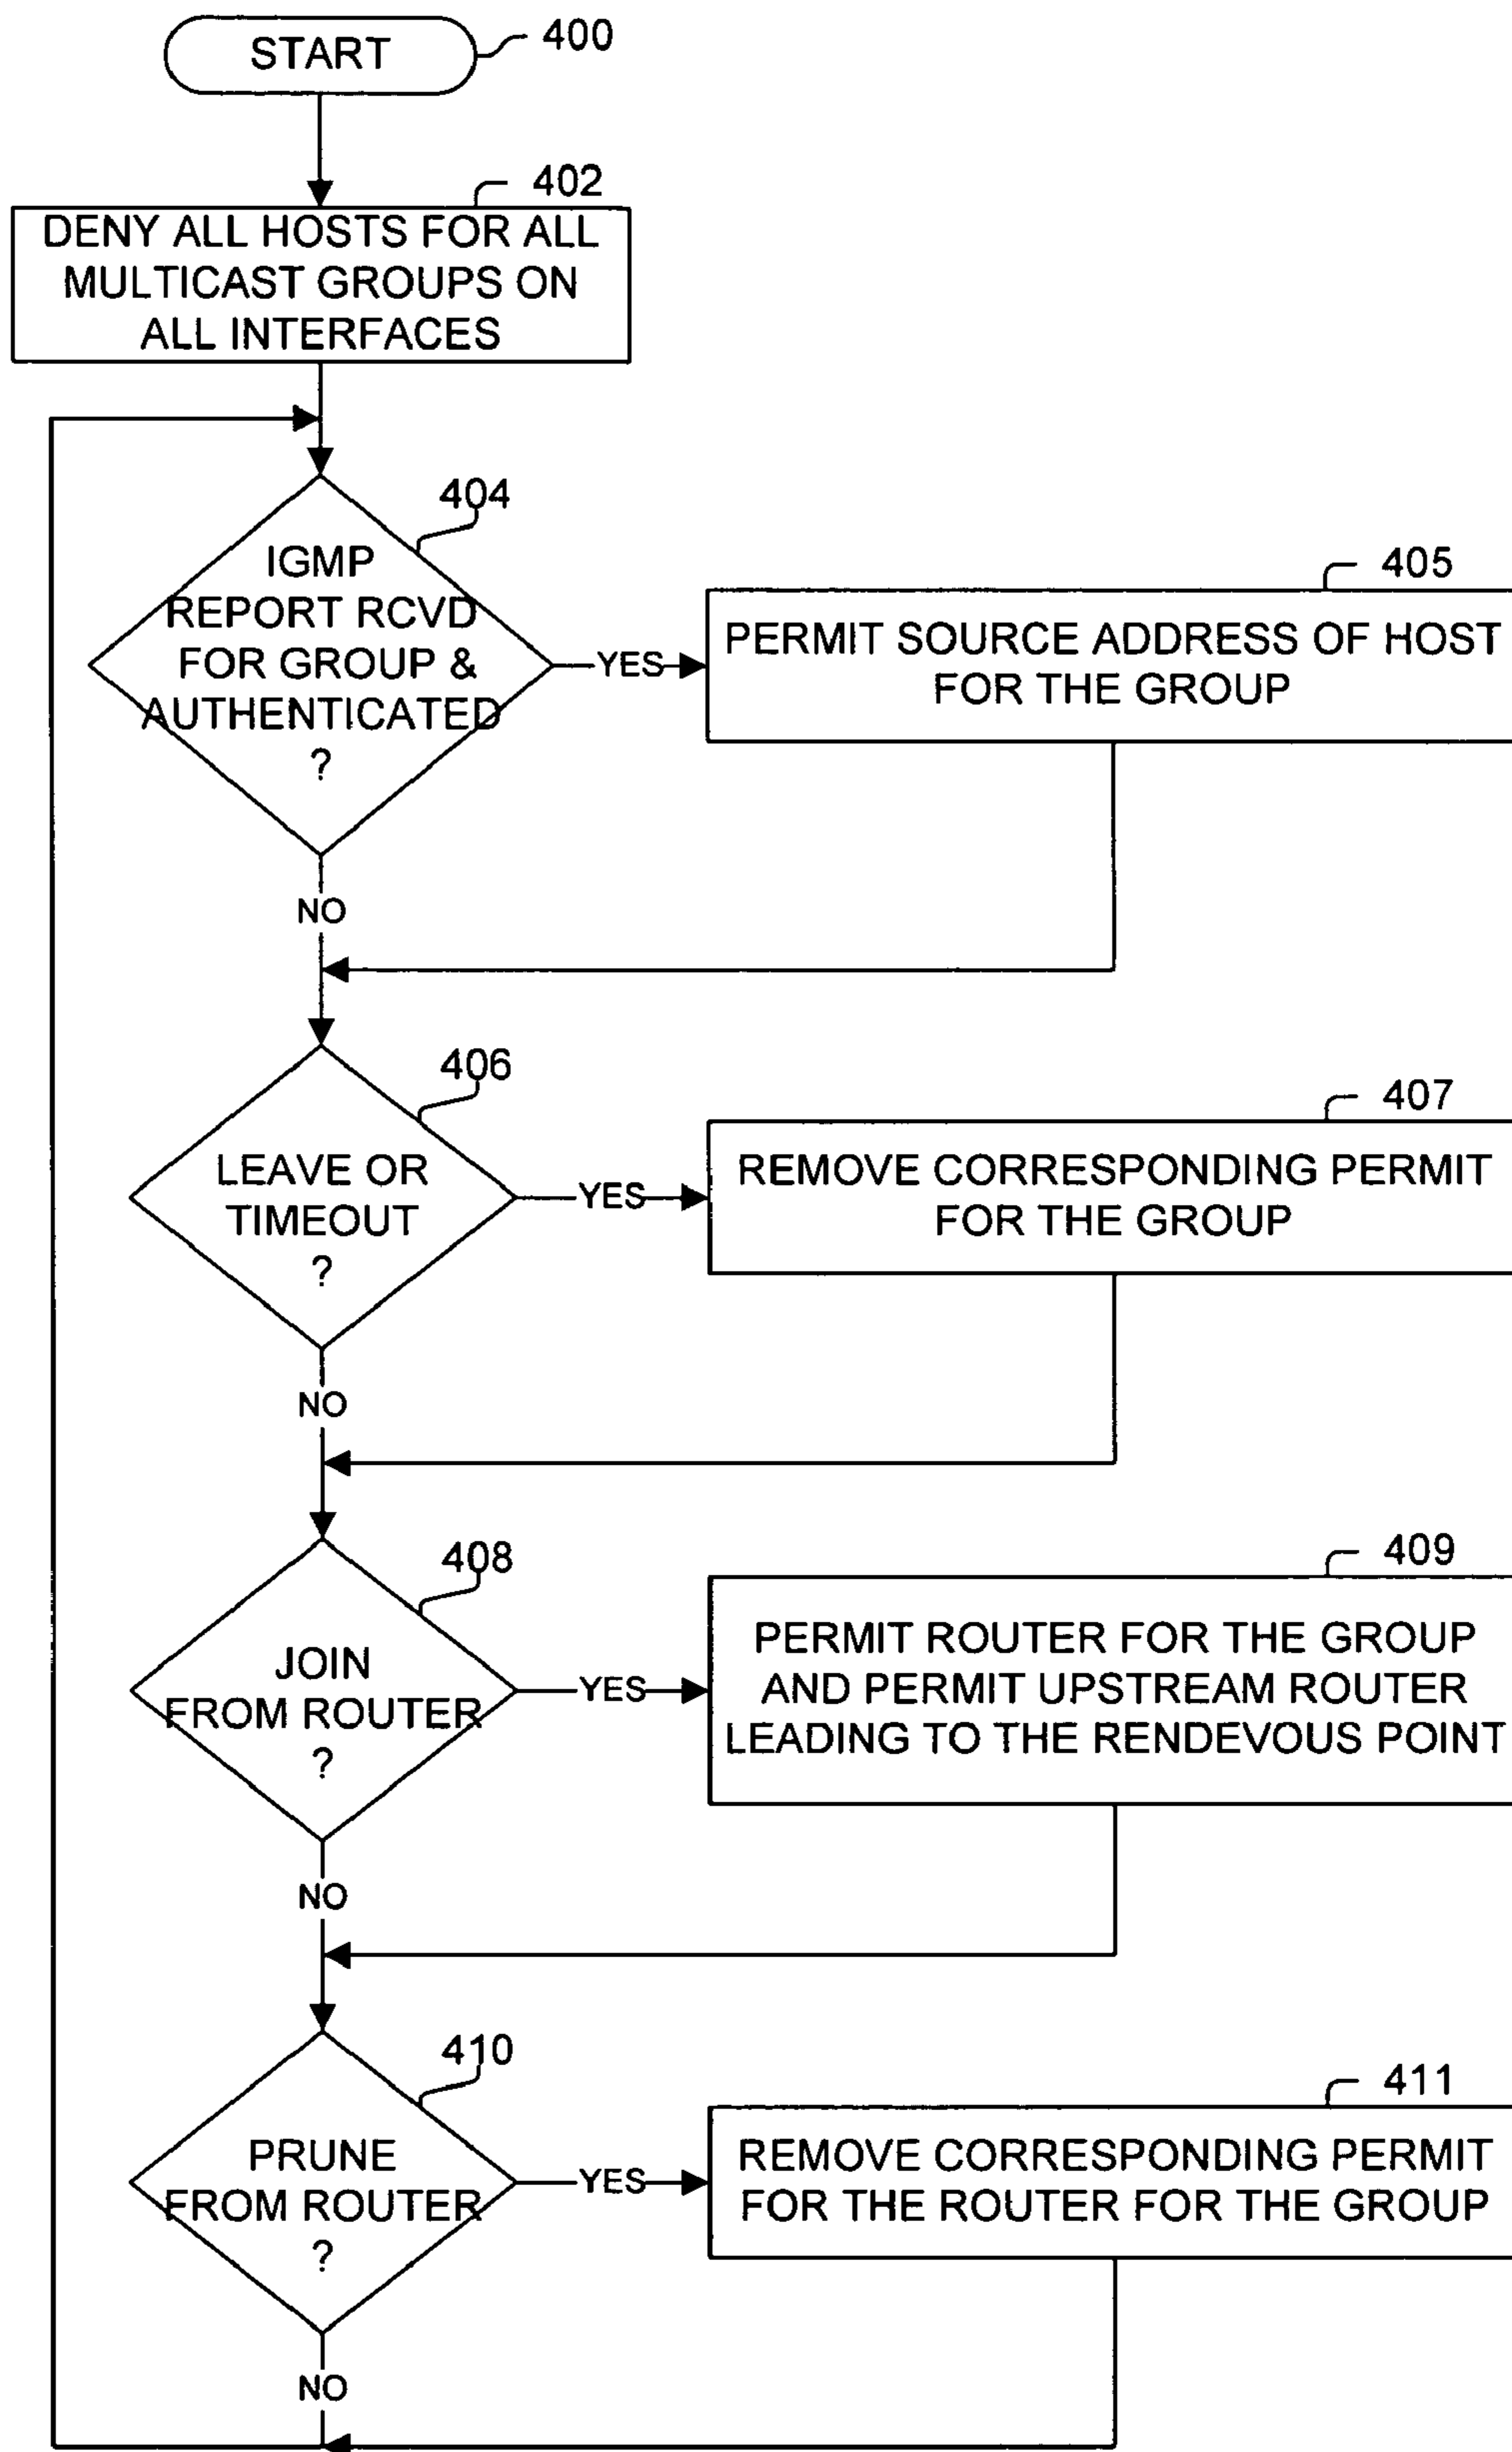 START
400
402
DENY ALL HOSTS FOR ALL
MULTICAST GROUPS ON
ALL INTERFACES
404
IGMP
REPORT RCVD
FOR GROUP &
AUTHENTICATED
?
YES
405
PERMIT SOURCE ADDRESS OF HOST
FOR THE GROUP
NO
406
LEAVE OR
TIMEOUT
?
YES
407
REMOVE CORRESPONDING PERMIT
FOR THE GROUP
NO
408
JOIN
FROM ROUTER
?
YES
409
PERMIT ROUTER FOR THE GROUP
AND PERMIT UPSTREAM ROUTER
LEADING TO THE RENDEVOUS POINT
NO
410
PRUNE
FROM ROUTER
?
YES
411
REMOVE CORRESPONDING PERMIT
FOR THE ROUTER FOR THE GROUP
NO